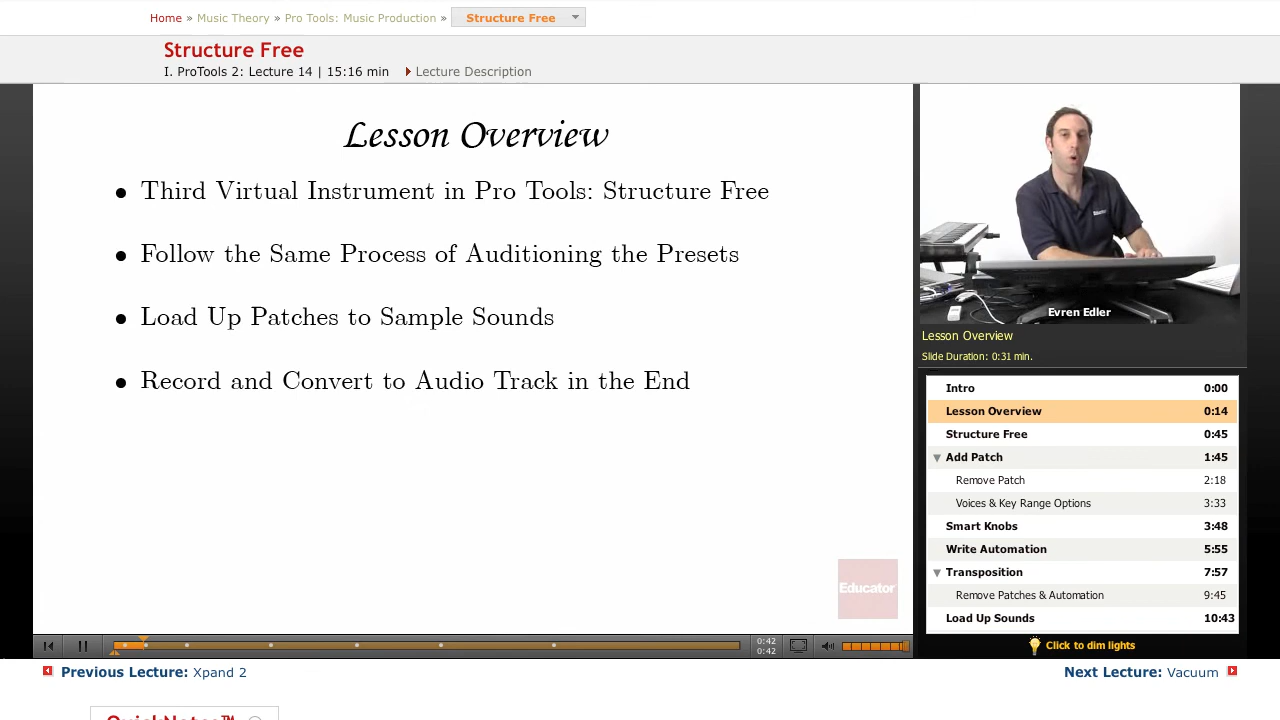 Home » Music Theory » Pro Tools: Music Production » Structure Free
Structure Free
I. ProTools 2: Lecture 14 | 15:16 min Lecture Description
Lesson Overview
• Third Virtual Instrument in Pro Tools: Structure Free
• Follow the Same Process of Auditioning the Presets
• Load Up Patches to Sample Sounds
• Record and Convert to Audio Track in the End
Educator
0:42
0:42
Evren Edler
Lesson Overview
Slide Duration: 0:31 min.
Intro 0:00
Lesson Overview 0:14
Structure Free 0:45
Add Patch 1:45
Remove Patch 2:18
Voices & Key Range Options 3:33
Smart Knobs 3:48
Write Automation 5:55
Transposition 7:57
Remove Patches & Automation 9:45
Load Up Sounds 10:43
Click to dim lights
Previous Lecture: Xpand 2
Next Lecture: Vacuum
QuickNotes™